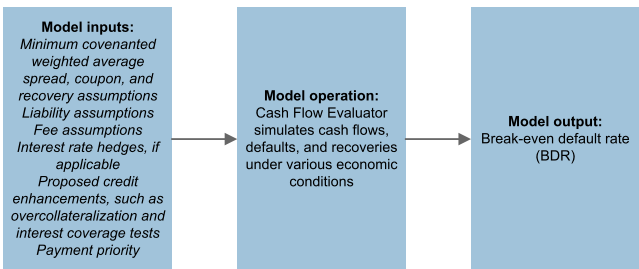 Model inputs:
Minimum covenanted
weighted average
spread, coupon, and
recovery assumptions
Liability assumptions
Fee assumptions
Interest rate hedges, if
applicable
Proposed credit
enhancements, such as
overcollateralization and
interest coverage tests
Payment priority
Model operation:
Cash Flow Evaluator
simulates cash flows,
defaults, and recoveries
under various economic
conditions
Model output:
Break-even default rate
(BDR)